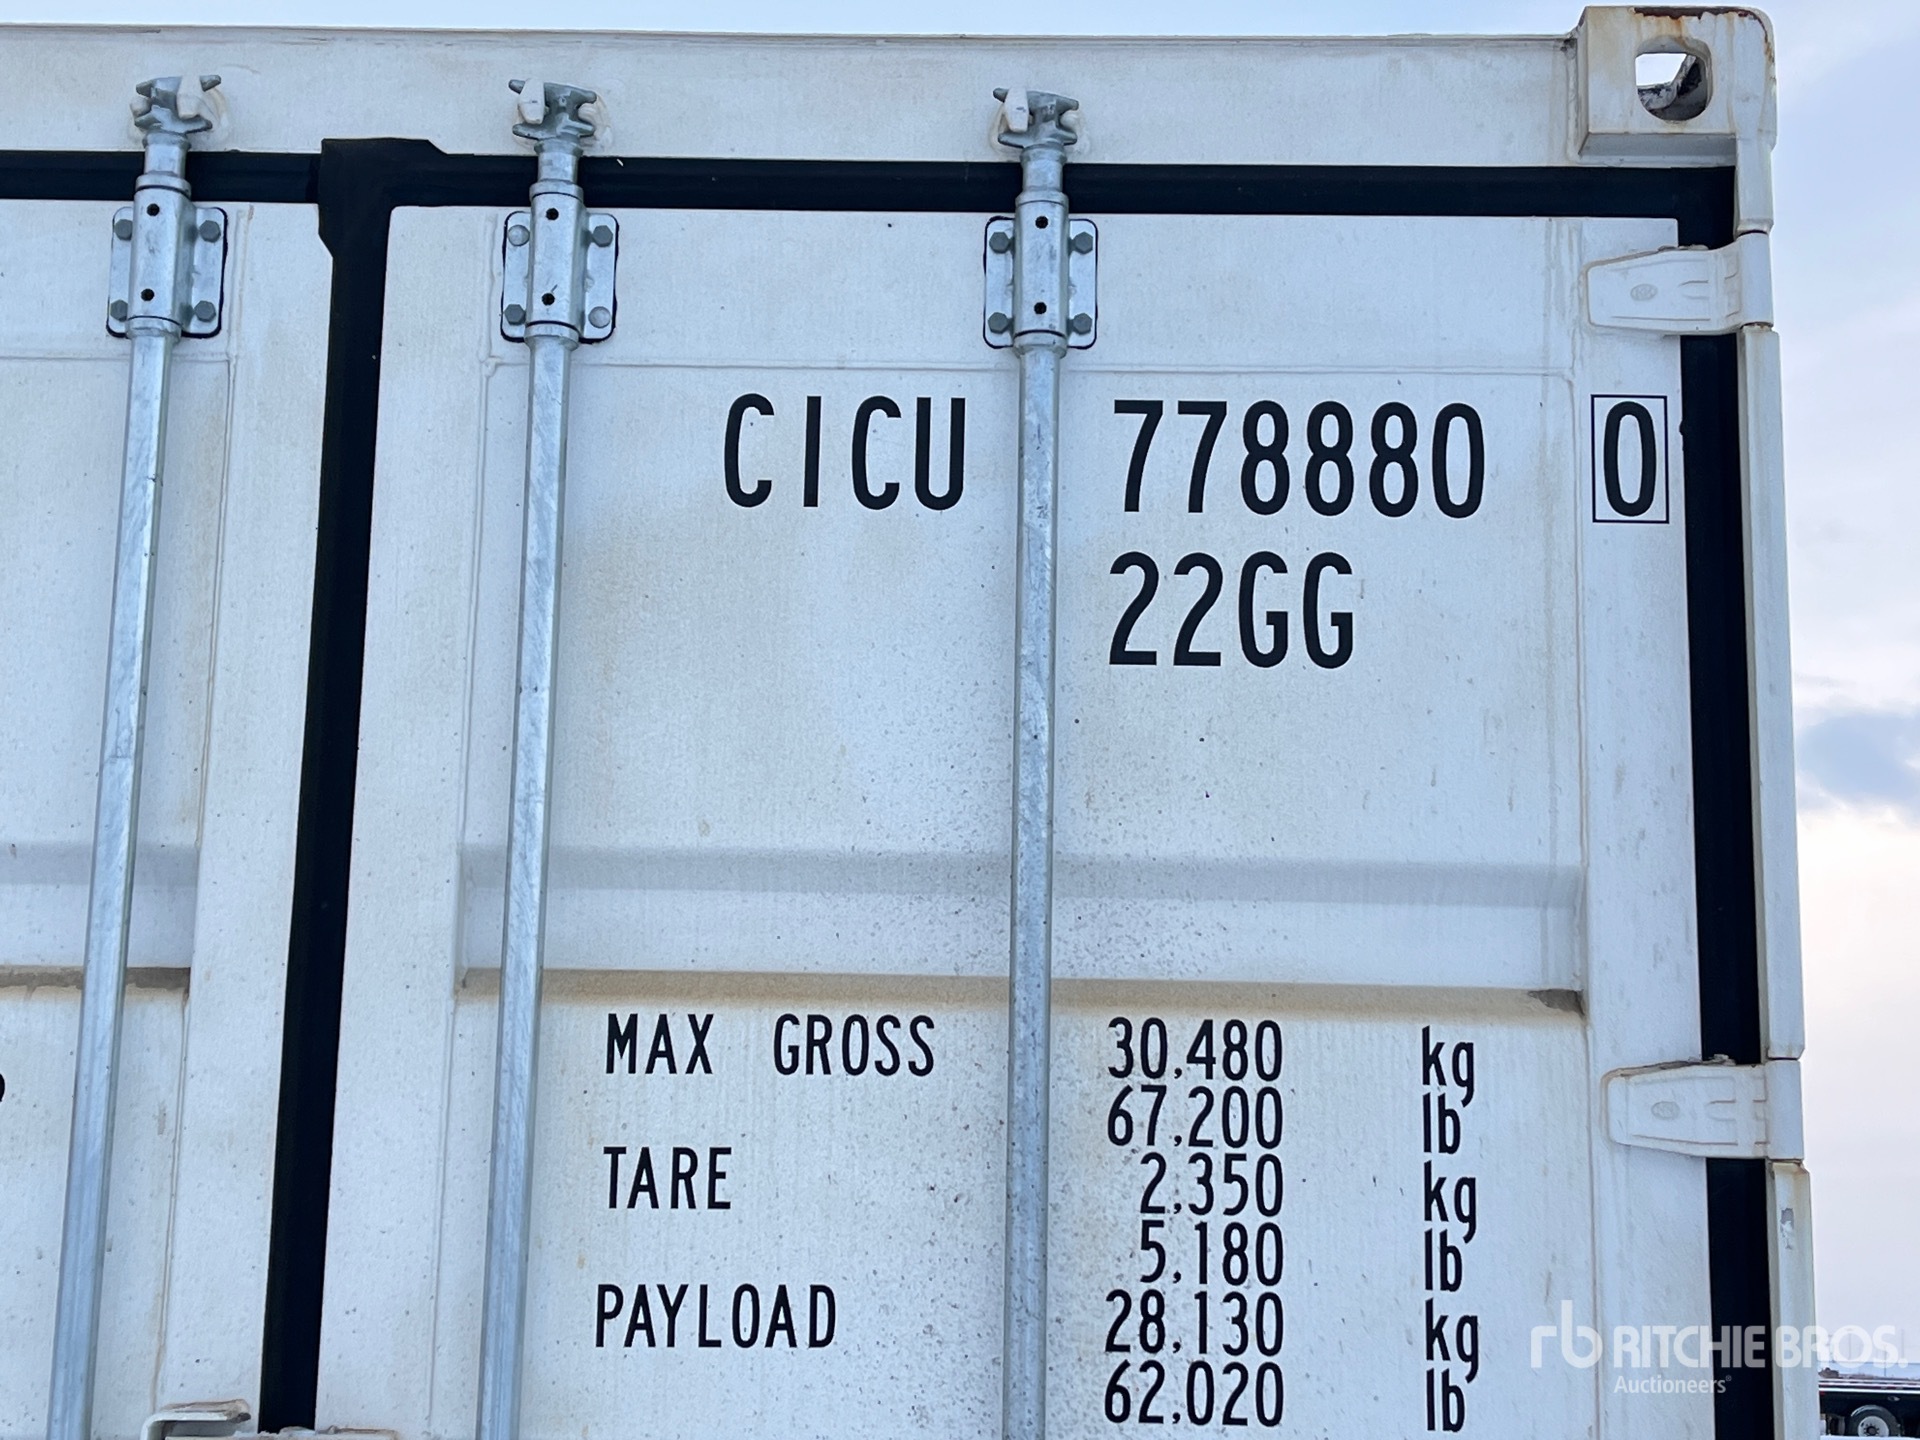 CICU 778880 0
22GG
MAX GROSS 30,480 kg
67,200 lb
TARE 2,350 kg
5,180 lb
PAYLOAD 28,130 kg
62,020 lb
rb RITCHIE BROS.
Auctioneers®